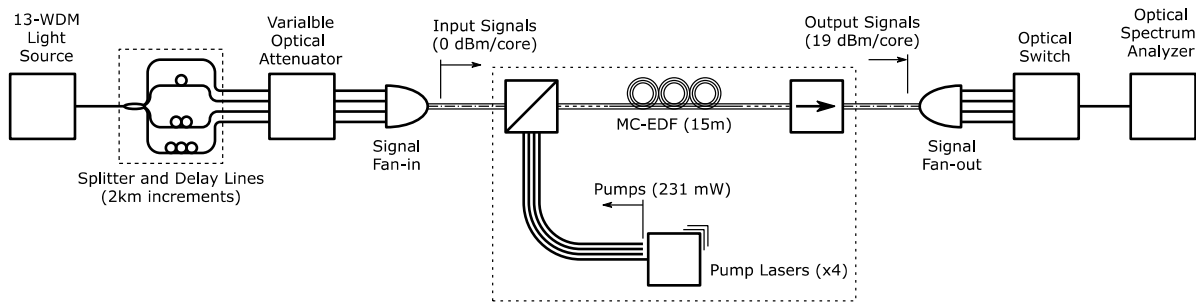 13-WDM
Light
Source
Splitter and Delay Lines
(2km increments)
Varialble
Optical
Attenuator
Signal
Fan-in
Input Signals
(0 dBm/core)
MC-EDF (15m)
Pumps (231 mW)
Pump Lasers (x4)
Output Signals
(19 dBm/core)
Signal
Fan-out
Optical
Switch
Optical
Spectrum
Analyzer